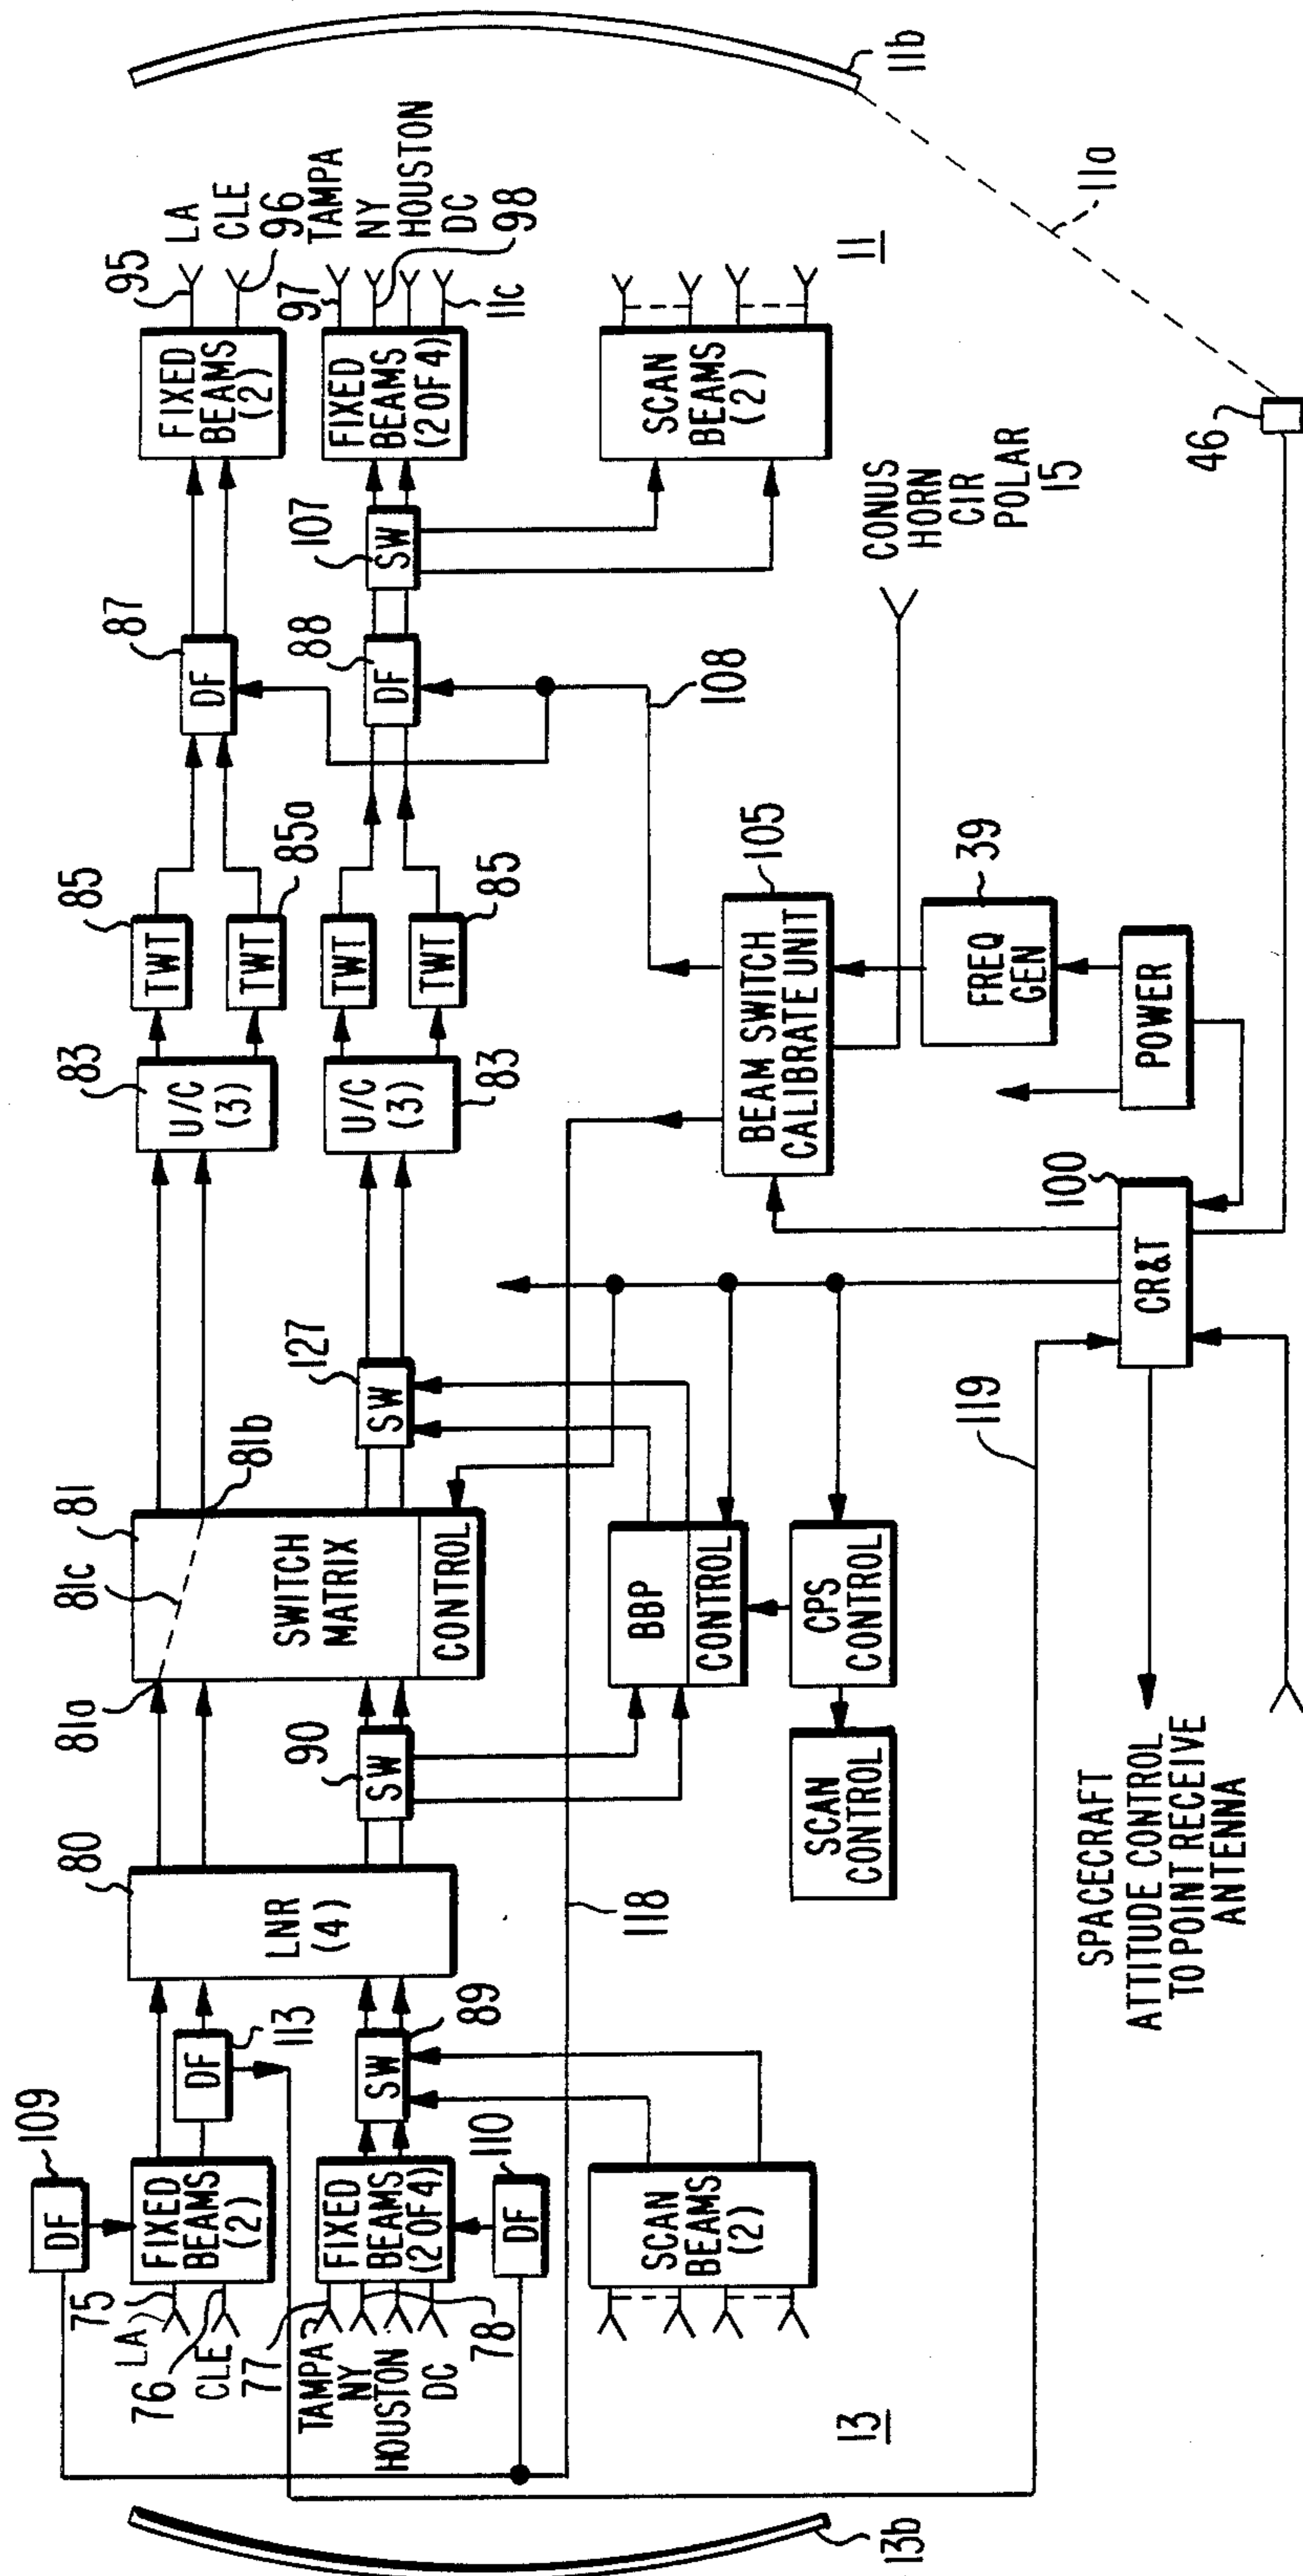 109
DF
75
LA
76
CLE
FIXED
BEAMS
(2)
DF
113
77
TAMPA
NY
HOUSTON
DC
78
FIXED
BEAMS
(2 OF 4)
DF
110
SW
89
SCAN
BEAMS
(2)
13
13b
80
LNR
(4)
90
SW
118
81a
81c
81
81b
SWITCH
MATRIX
CONTROL
127
SW
BBP
CONTROL
CPS
CONTROL
SCAN
CONTROL
119
SPACECRAFT
ATTITUDE CONTROL
TO POINT RECEIVE
ANTENNA
83
U/C
(3)
U/C
(3)
83
85
TWT
TWT
85a
TWT
TWT
85
87
DF
88
DF
107
SW
108
105
BEAM SWITCH
CALIBRATE UNIT
39
FREQ
GEN
POWER
100
CR&T
46
FIXED
BEAMS
(2)
95
LA
CLE
96
FIXED
BEAMS
(2 OF 4)
97
TAMPA
NY
HOUSTON
DC
98
11c
SCAN
BEAMS
(2)
11
CONUS
HORN
CIR
POLAR
15
11a
11b